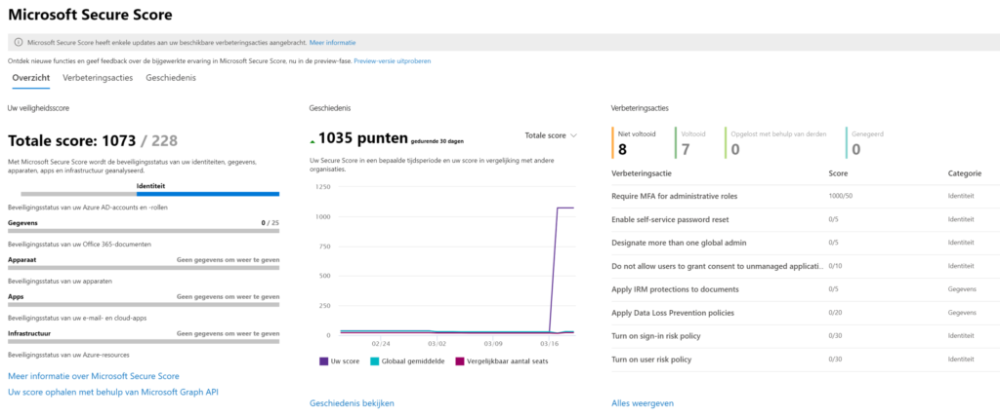 Microsoft Secure Score
Microsoft Secure Score heeft enkele updates aan uw beschikbare verbeteringsacties aangebracht. Meer informatie
Ontdek nieuwe functies en geef feedback over de bijgewerkte ervaring in Microsoft Secure Score, nu in de preview-fase. Preview-versie uitproberen
Overzicht Verbeteringsacties Geschiedenis
Uw veiligheidsscore
Totale score: 1073 / 228
Met Microsoft Secure Score wordt de beveiligingsstatus van uw identiteiten, gegevens,
apparaten, apps en infrastructuur geanalyseerd.
Identiteit
Beveiligingsstatus van uw Azure AD-accounts en -rollen
Gegevens 0 / 25
Beveiligingsstatus van uw Office 365-documenten
Apparaat Geen gegevens om weer te geven
Beveiligingsstatus van uw apparaten
Apps Geen gegevens om weer te geven
Beveiligingsstatus van uw e-mail- en cloud-apps
Infrastructuur Geen gegevens om weer te geven
Beveiligingsstatus van uw Azure-resources
Meer informatie over Microsoft Secure Score
Uw score ophalen met behulp van Microsoft Graph API
Geschiedenis
1035 punten gedurende 30 dagen
Totale score
Uw Secure Score in een bepaalde tijdsperiode en uw score in vergelijking met andere
organisaties.
1250
1000
750
500
250
0
02/24 03/02 03/09 03/16
Uw score Globaal gemiddelde Vergelijkbaar aantal seats
Geschiedenis bekijken
Verbeteringsacties
Niet voltooid Voltooid Opgelost met behulp van derden Genegeerd
8 7 0 0
Verbeteringsactie Score Categorie
Require MFA for administrative roles 1000/50 Identiteit
Enable self-service password reset 0/5 Identiteit
Designate more than one global admin 0/5 Identiteit
Do not allow users to grant consent to unmanaged applicati... 0/10 Identiteit
Apply IRM protections to documents 0/5 Gegevens
Apply Data Loss Prevention policies 0/20 Gegevens
Turn on sign-in risk policy 0/30 Identiteit
Turn on user risk policy 0/30 Identiteit
Alles weergeven